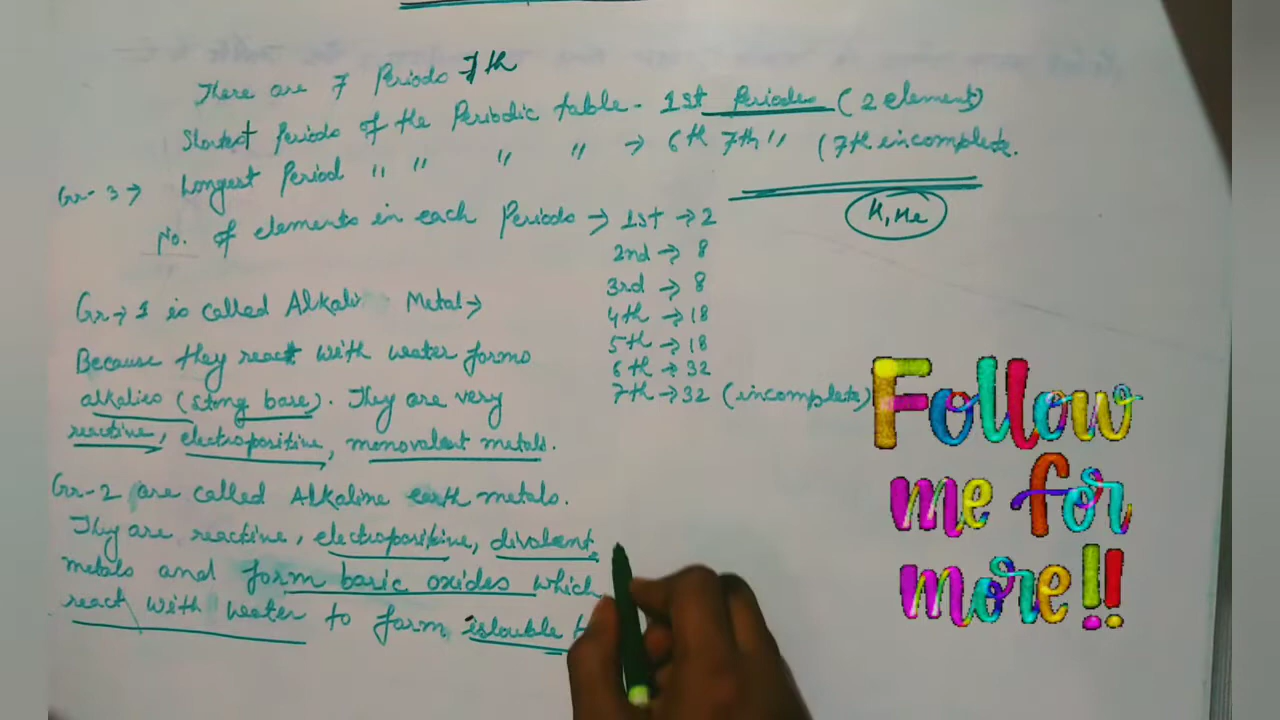 There are 7 Periods 7th
Shortest Periods of the Periodic table - 1st Periodes (2 element)
Longest Period " " " " → 6th 7th " (7th incomplete.
Gr-3→
No. of elements in each Periods → 1st → 2
H, He
2nd → 8
3rd → 8
4th → 18
5th → 18
6th → 32
7th → 32 (incomplete)
Gr→1 is called Alkali Metal→
Because they react with water forms
alkalies (stong base). They are very
reactive, electropositive, monovalent metals.
Gr-2 are called Alkaline earth metals.
They are reactive, electropositive, divalent
metals and form basic oxides which
react with water to form islouble
Follow
me for
more!!